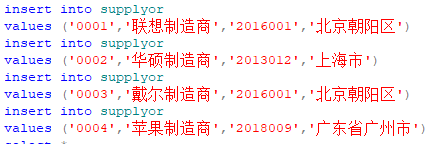 insert into supplyor
values ('0001','联想制造商','2016001','北京朝阳区')
insert into supplyor
values ('0002','华硕制造商','2013012','上海市')
insert into supplyor
values ('0003','戴尔制造商','2016001','北京朝阳区')
insert into supplyor
values ('0004','苹果制造商','2018009','广东省广州市')